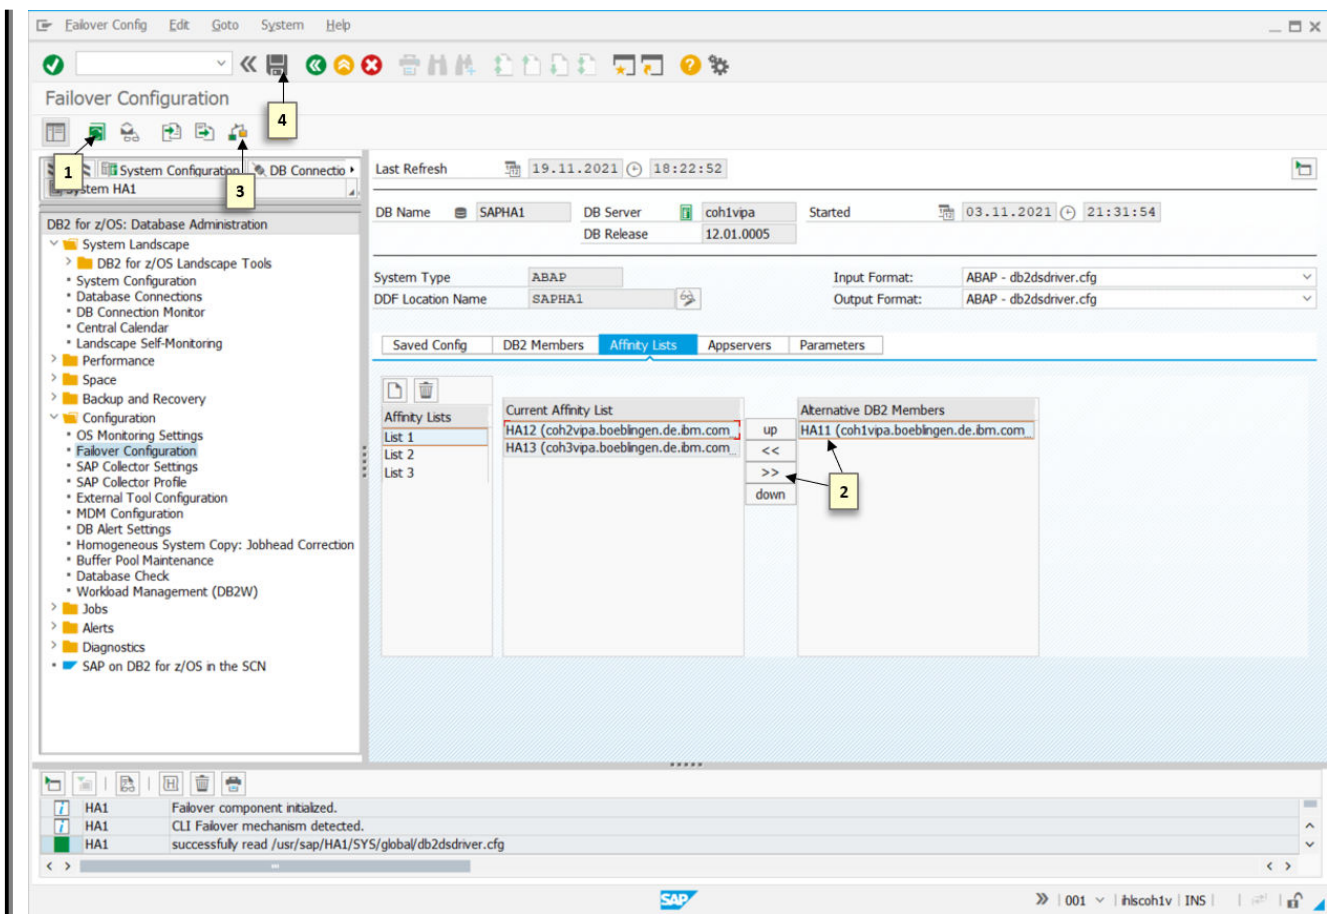 Failover Config Edit Goto System Help
4
Failover Configuration
1
3
System Configuration DB Connectio
System HA1
DB2 for z/OS: Database Administration
System Landscape
DB2 for z/OS Landscape Tools
System Configuration
Database Connections
DB Connection Monitor
Central Calendar
Landscape Self-Monitoring
Performance
Space
Backup and Recovery
Configuration
OS Monitoring Settings
Failover Configuration
SAP Collector Settings
SAP Collector Profile
External Tool Configuration
MDM Configuration
DB Alert Settings
Homogeneous System Copy: Jobhead Correction
Buffer Pool Maintenance
Database Check
Workload Management (DB2W)
Jobs
Alerts
Diagnostics
SAP on DB2 for z/OS in the SCN
Last Refresh 19.11.2021 18:22:52
DB Name SAPHA1 DB Server coh1vipa Started 03.11.2021 21:31:54
DB Release 12.01.0005
System Type ABAP Input Format: ABAP - db2dsdriver.cfg
DDF Location Name SAPHA1 Output Format: ABAP - db2dsdriver.cfg
Saved Config DB2 Members Affinity Lists Appservers Parameters
Affinity Lists
List 1
List 2
List 3
Current Affinity List
HA12 (coh2vipa.boeblingen.de.ibm.com
HA13 (coh3vipa.boeblingen.de.ibm.com
up
<<
>>
down
2
Alternative DB2 Members
HA11 (coh1vipa.boeblingen.de.ibm.com
HA1 Failover component initialized.
HA1 CLI Failover mechanism detected.
HA1 successfully read /usr/sap/HA1/SYS/global/db2dsdriver.cfg
SAP
001 ihlscoh1v INS